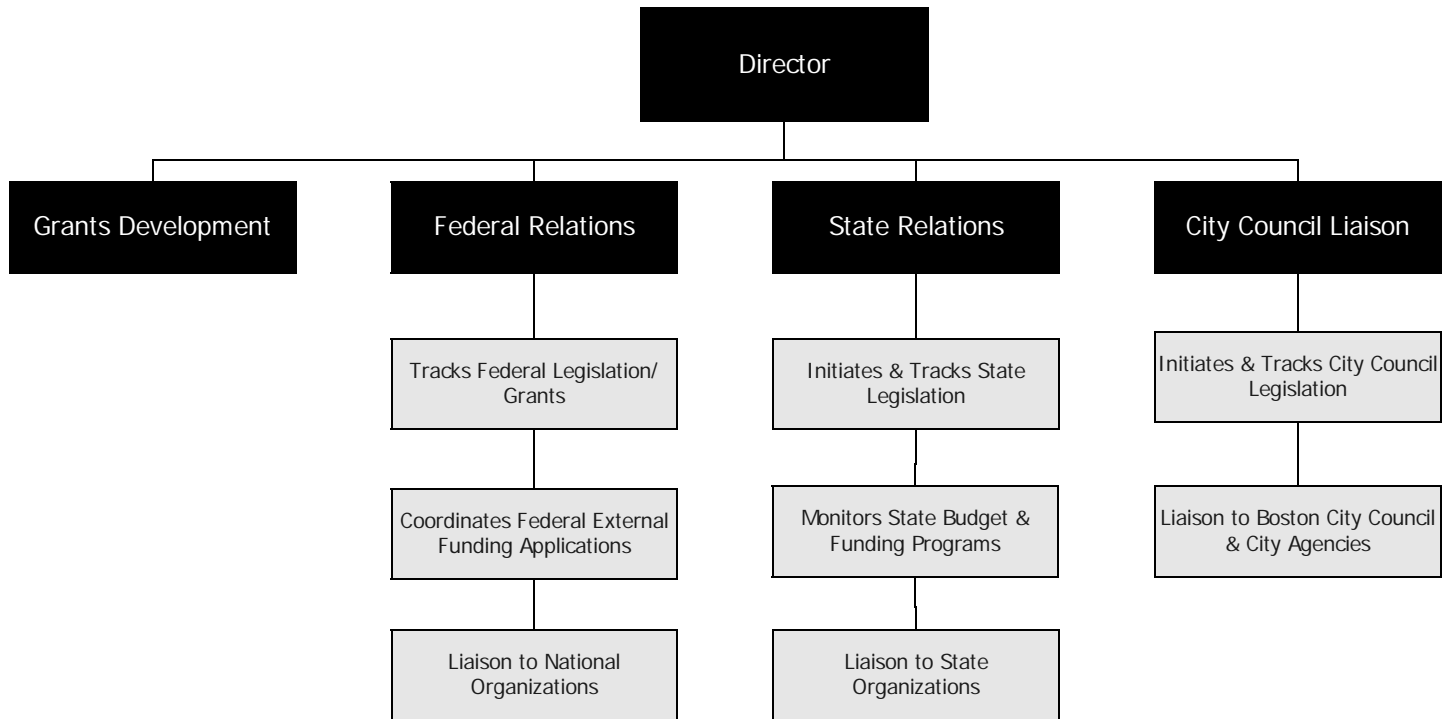 Director
Grants Development
Federal Relations
State Relations
City Council Liaison
Tracks Federal Legislation/
Grants
Initiates & Tracks State
Legislation
Initiates & Tracks City Council
Legislation
Coordinates Federal External
Funding Applications
Monitors State Budget &
Funding Programs
Liaison to Boston City Council
& City Agencies
Liaison to National
Organizations
Liaison to State
Organizations